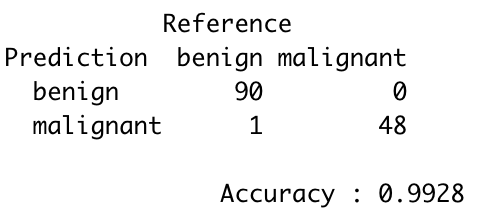 Reference
Prediction benign malignant
benign 90 0
malignant 1 48
Accuracy : 0.9928